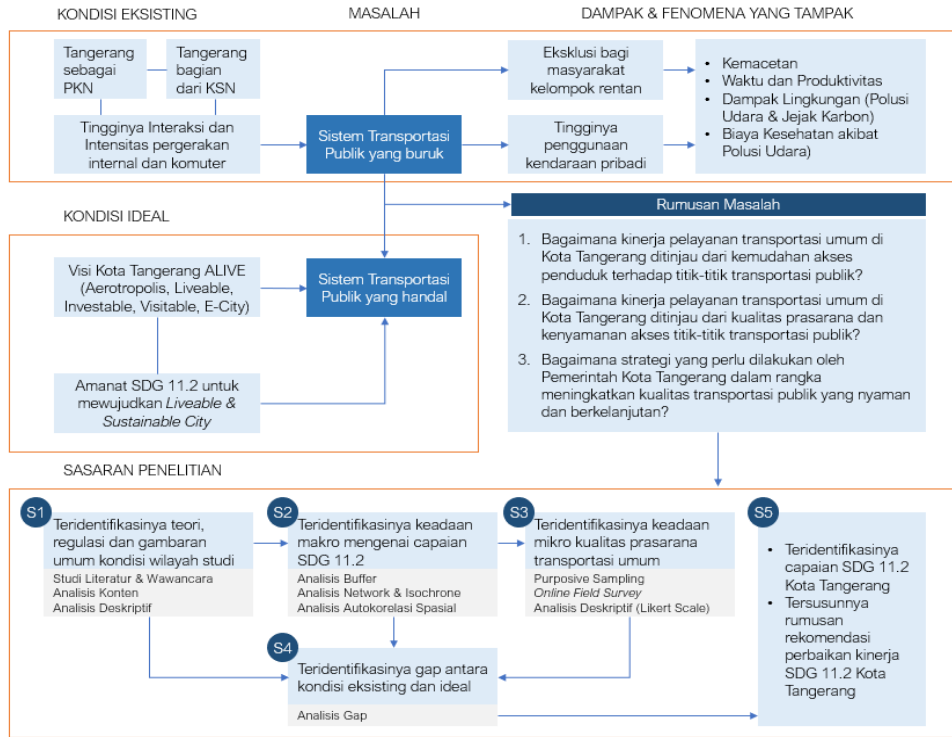 KONDISI EKSISTING
MASALAH
DAMPAK & FENOMENA YANG TAMPAK
Tangerang
sebagai
PKN
Tangerang
bagian
dari KSN
Tingginya Interaksi dan
Intensitas pergerakan
internal dan komuter
Sistem Transportasi
Publik yang buruk
Eksklusi bagi
masyarakat
kelompok rentan
Tingginya
penggunaan
kendaraan pribadi
• Kemacetan
• Waktu dan Produktivitas
• Dampak Lingkungan (Polusi
Udara & Jejak Karbon)
• Biaya Kesehatan akibat
Polusi Udara)
KONDISI IDEAL
Visi Kota Tangerang ALIVE
(Aerotropolis, Liveable,
Investable, Visitable, E-City)
Amanat SDG 11.2 untuk
mewujudkan Liveable &
Sustainable City
Sistem Transportasi
Publik yang handal
Rumusan Masalah
1. Bagaimana kinerja pelayanan transportasi umum di
Kota Tangerang ditinjau dari kemudahan akses
penduduk terhadap titik-titik transportasi publik?
2. Bagaimana kinerja pelayanan transportasi umum di
Kota Tangerang ditinjau dari kualitas prasarana dan
kenyamanan akses titik-titik transportasi publik?
3. Bagaimana strategi yang perlu dilakukan oleh
Pemerintah Kota Tangerang dalam rangka
meningkatkan kualitas transportasi publik yang nyaman
dan berkelanjutan?
SASARAN PENELITIAN
S1
Teridentifikasinya teori,
regulasi dan gambaran
umum kondisi wilayah studi
Studi Literatur & Wawancara
Analisis Konten
Analisis Deskriptif
S2
Teridentifikasinya keadaan
makro mengenai capaian
SDG 11.2
Analisis Buffer
Analisis Network & Isochrone
Analisis Autokorelasi Spasial
S3
Teridentifikasinya keadaan
mikro kualitas prasarana
transportasi umum
Purposive Sampling
Online Field Survey
Analisis Deskriptif (Likert Scale)
S4
Teridentifikasinya gap antara
kondisi eksisting dan ideal
Analisis Gap
S5
• Teridentifikasinya
capaian SDG 11.2
Kota Tangerang
• Tersusunnya
rumusan
rekomendasi
perbaikan kinerja
SDG 11.2 Kota
Tangerang